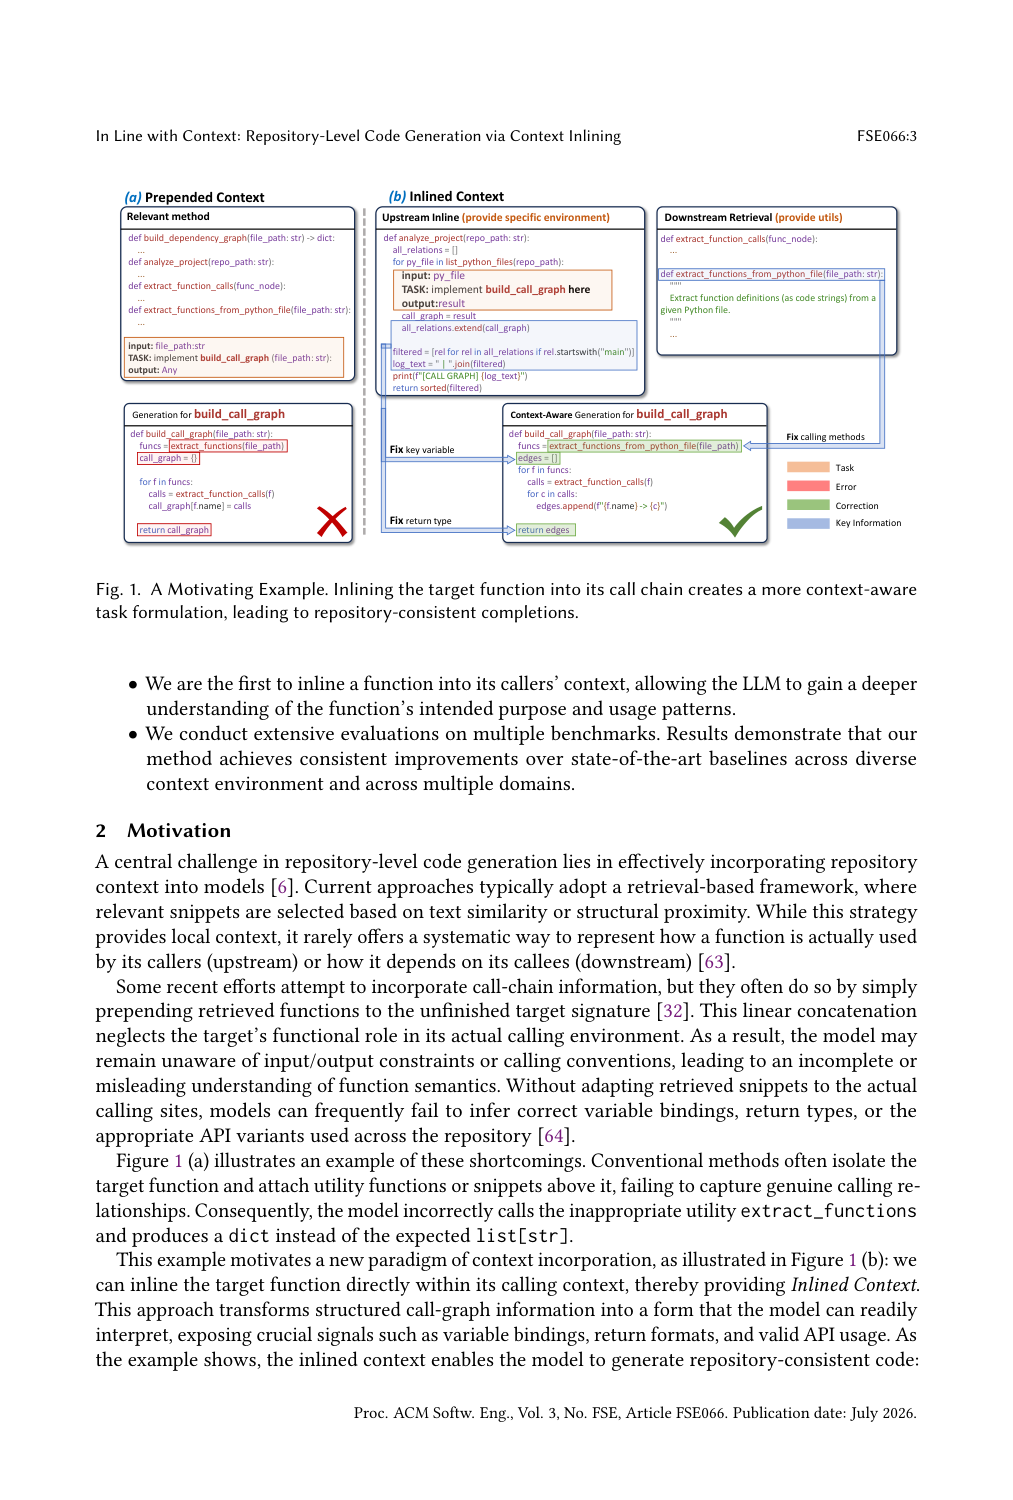 In Line with Context: Repository-Level Code Generation via Context Inlining FSE066:3
(a) Prepended Context
Relevant method
def build_dependency_graph(file_path: str) -> dict:
...
def analyze_project(repo_path: str):
...
def extract_function_calls(func_node):
...
def extract_functions_from_python_file(file_path: str):
...
input: file_path:str
TASK: implement build_call_graph (file_path: str):
output: Any
Generation for build_call_graph
def build_call_graph(file_path: str):
funcs = extract_functions(file_path)
call_graph = {}
for f in funcs:
calls = extract_function_calls(f)
call_graph[f.name] = calls
return call_graph
(b) Inlined Context
Upstream Inline (provide specific environment)
def analyze_project(repo_path: str):
all_relations = []
for py_file in list_python_files(repo_path):
input: py_file
TASK: implement build_call_graph here
output:result
call_graph = result
all_relations.extend(call_graph)
filtered = [rel for rel in all_relations if rel.startswith("main")]
log_text = " | ".join(filtered)
print(f"[CALL GRAPH] {log_text}")
return sorted(filtered)
Downstream Retrieval (provide utils)
def extract_function_calls(func_node):
...
def extract_functions_from_python_file(file_path: str):
"""
Extract function definitions (as code strings) from a
given Python file.
"""
...
Fix key variable
Fix return type
Context-Aware Generation for build_call_graph
def build_call_graph(file_path: str):
funcs = extract_functions_from_python_file(file_path)
edges = []
for f in funcs:
calls = extract_function_calls(f)
for c in calls:
edges.append(f"{f.name} -> {c}")
return edges
Fix calling methods
Task
Error
Correction
Key Information
Fig. 1. A Motivating Example. Inlining the target function into its call chain creates a more context-aware
task formulation, leading to repository-consistent completions.
• We are the first to inline a function into its callers' context, allowing the LLM to gain a deeper
understanding of the function's intended purpose and usage patterns.
• We conduct extensive evaluations on multiple benchmarks. Results demonstrate that our
method achieves consistent improvements over state-of-the-art baselines across diverse
context environment and across multiple domains.
2 Motivation
A central challenge in repository-level code generation lies in effectively incorporating repository
context into models [6]. Current approaches typically adopt a retrieval-based framework, where
relevant snippets are selected based on text similarity or structural proximity. While this strategy
provides local context, it rarely offers a systematic way to represent how a function is actually used
by its callers (upstream) or how it depends on its callees (downstream) [63].
Some recent efforts attempt to incorporate call-chain information, but they often do so by simply
prepending retrieved functions to the unfinished target signature [32]. This linear concatenation
neglects the target's functional role in its actual calling environment. As a result, the model may
remain unaware of input/output constraints or calling conventions, leading to an incomplete or
misleading understanding of function semantics. Without adapting retrieved snippets to the actual
calling sites, models can frequently fail to infer correct variable bindings, return types, or the
appropriate API variants used across the repository [64].
Figure 1 (a) illustrates an example of these shortcomings. Conventional methods often isolate the
target function and attach utility functions or snippets above it, failing to capture genuine calling re-
lationships. Consequently, the model incorrectly calls the inappropriate utility extract_functions
and produces a dict instead of the expected list[str].
This example motivates a new paradigm of context incorporation, as illustrated in Figure 1 (b): we
can inline the target function directly within its calling context, thereby providing Inlined Context.
This approach transforms structured call-graph information into a form that the model can readily
interpret, exposing crucial signals such as variable bindings, return formats, and valid API usage. As
the example shows, the inlined context enables the model to generate repository-consistent code:
Proc. ACM Softw. Eng., Vol. 3, No. FSE, Article FSE066. Publication date: July 2026.